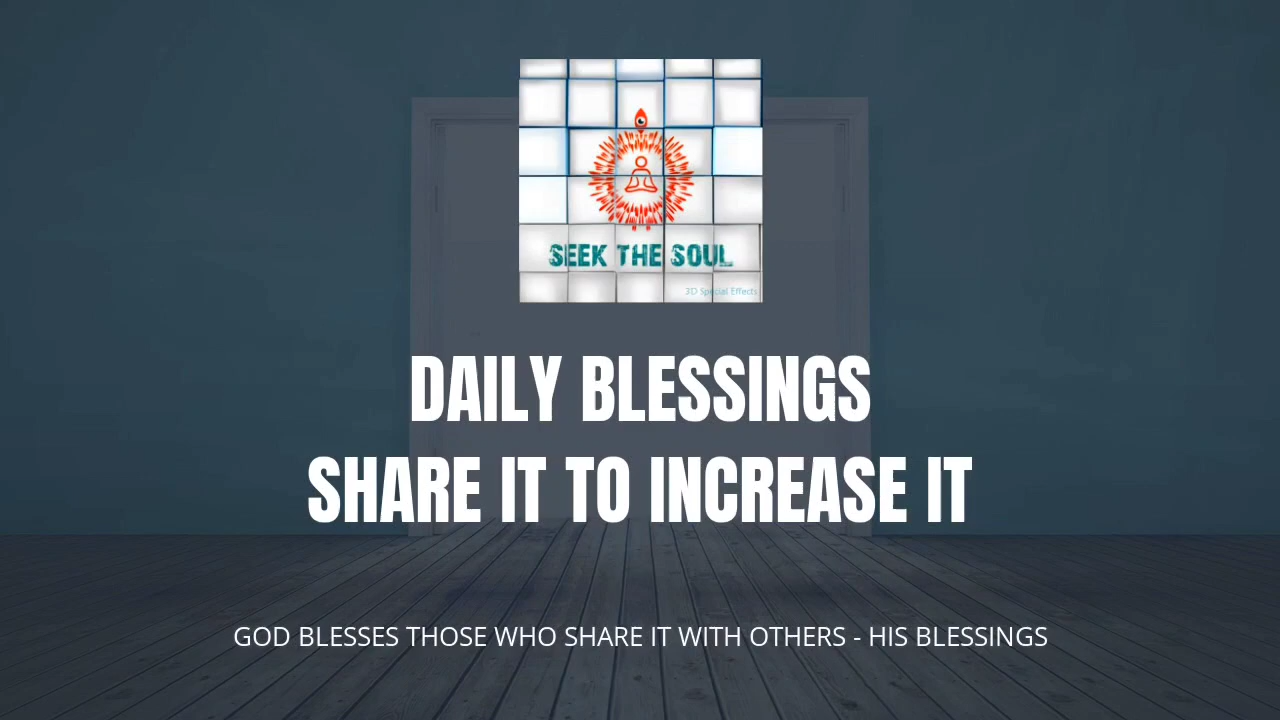 SEEK THE SOUL
3D Special Effects
DAILY BLESSINGS
SHARE IT TO INCREASE IT
GOD BLESSES THOSE WHO SHARE IT WITH OTHERS - HIS BLESSINGS